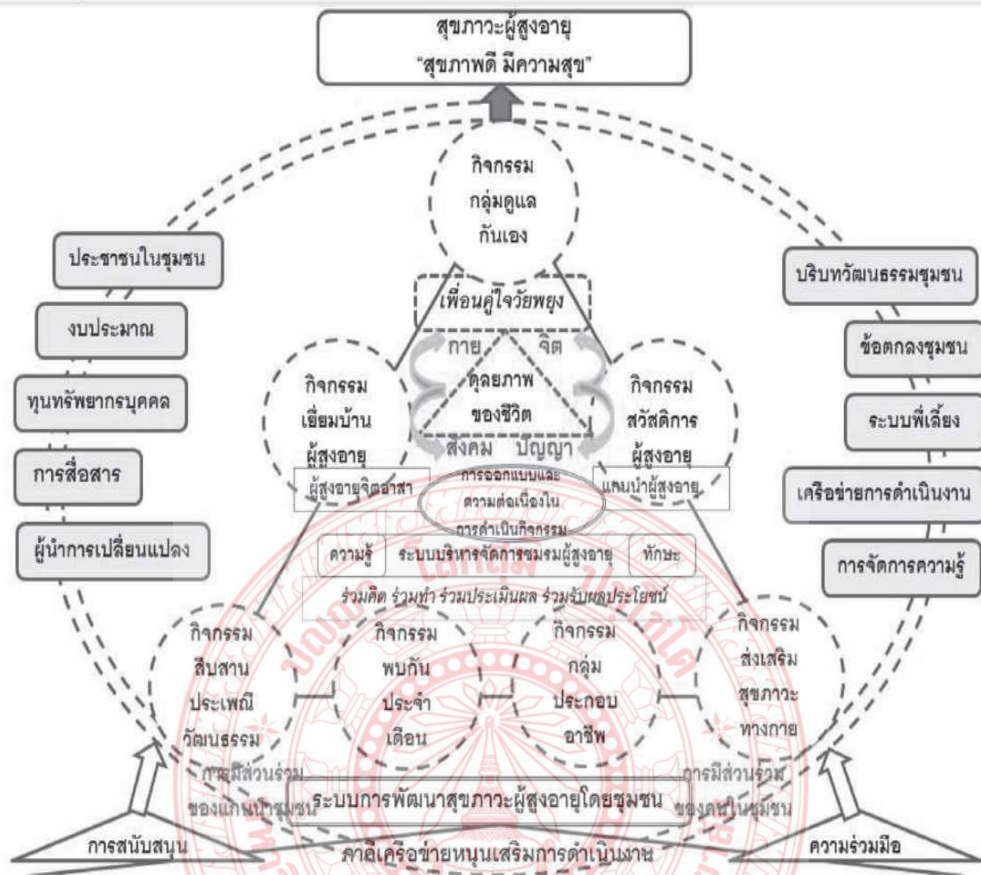 สุขภาวะผู้สูงอายุ
“สุขภาพดี มีความสุข”
กิจกรรม
กลุ่มดูแล
กันเอง
ประชาชนในชุมชน
งบประมาณ
ทุนทรัพยากรบุคคล
การสื่อสาร
ผู้นำการเปลี่ยนแปลง
บริบทวัฒนธรรมชุมชน
ข้อตกลงชุมชน
ระบบพี่เลี้ยง
เครือข่ายการดำเนินงาน
การจัดการความรู้
เพื่อนคู่ใจวัยพยุง
กาย จิต
ดุลยภาพ
ของชีวิต
สังคม ปัญญา
กิจกรรม
เยี่ยมบ้าน
ผู้สูงอายุ
ผู้สูงอายุจิตอาสา
กิจกรรม
สวัสดิการ
ผู้สูงอายุ
แกนนำผู้สูงอายุ
การออกแบบและ
ความต่อเนื่องใน
การดำเนินกิจกรรม
ความรู้ ระบบบริหารจัดการชมรมผู้สูงอายุ ทักษะ
ร่วมคิด ร่วมทำ ร่วมประเมินผล ร่วมรับผลประโยชน์
กิจกรรม
สืบสาน
ประเพณี
วัฒนธรรม
กิจกรรม
พบกัน
ประจำ
เดือน
กิจกรรม
กลุ่ม
ประกอบ
อาชีพ
กิจกรรม
ส่งเสริม
สุขภาวะ
ทางกาย
การมีส่วนร่วม
ของแกนนำชุมชน
ระบบการพัฒนาสุขภาวะผู้สูงอายุโดยชุมชน
การมีส่วนร่วม
ของคนในชุมชน
การสนับสนุน
ภาคีเครือข่ายหนุนเสริมการดำเนินงาน
ความร่วมมือ